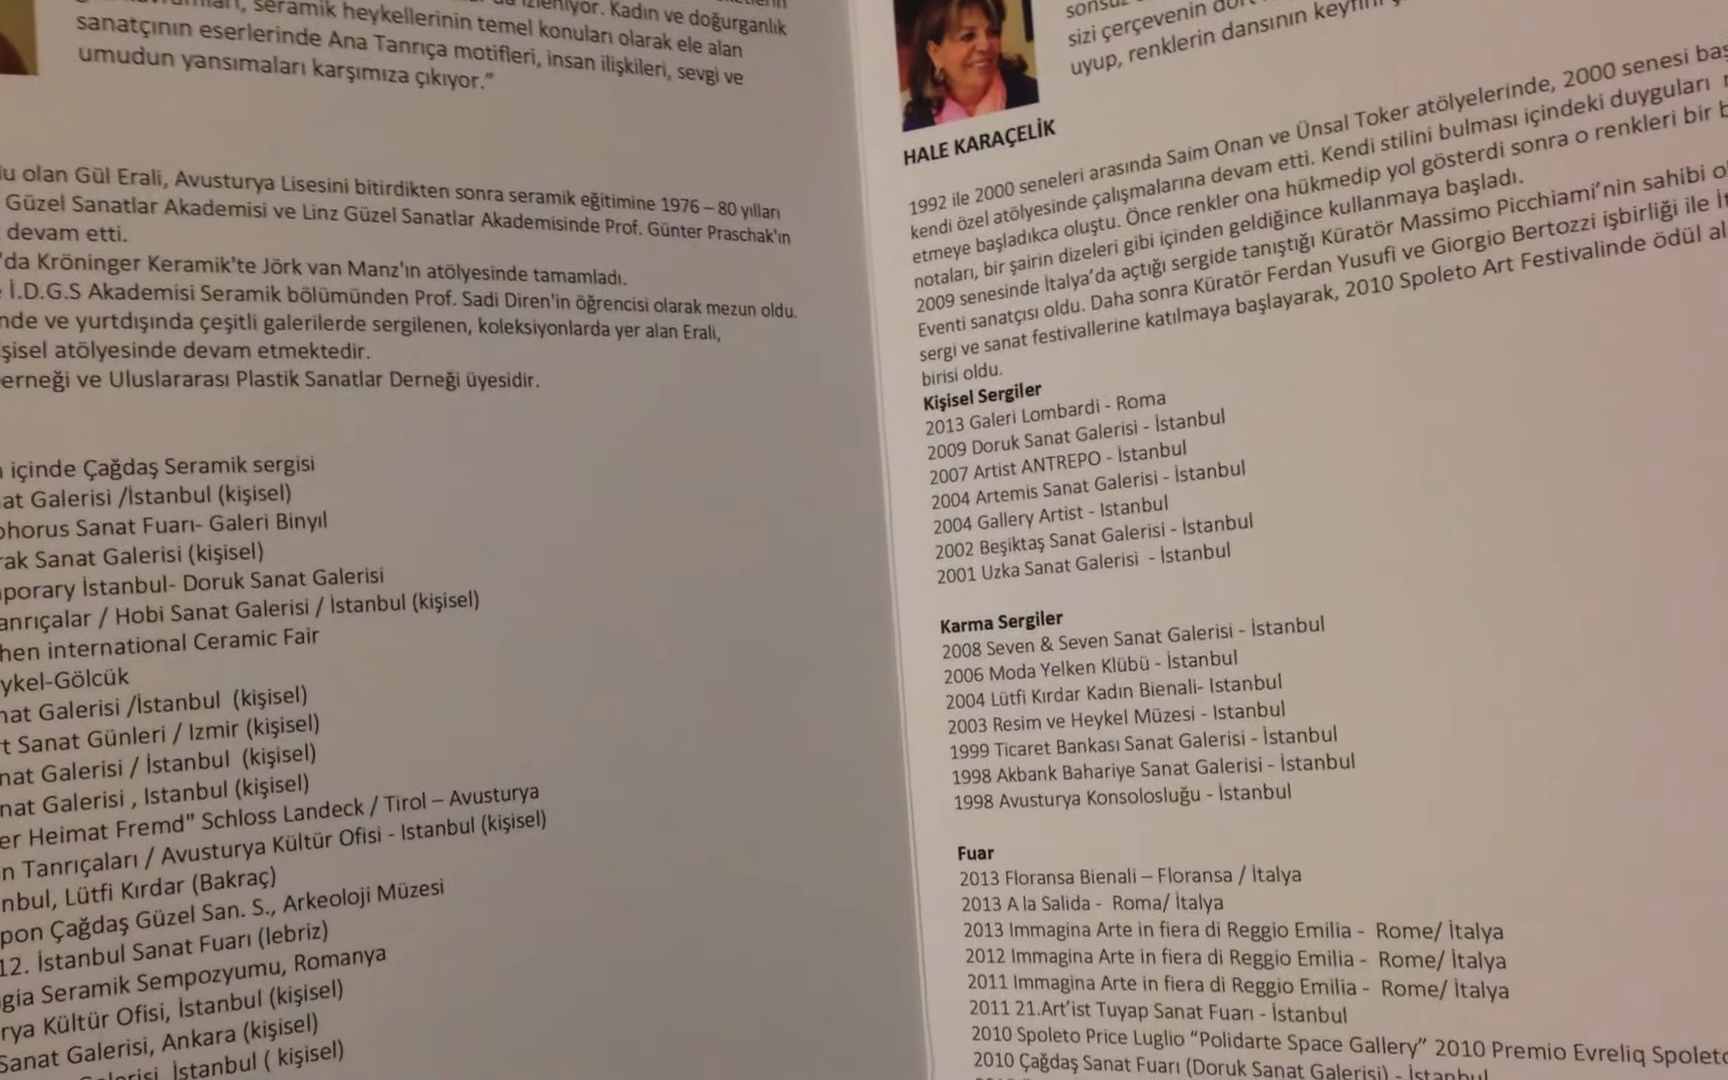 seramik heykellerinin temel konuları olarak ele alan
izleniyor. Kadın ve doğurganlık
sanatçının eserlerinde Ana Tanrıça motifleri, insan ilişkileri, sevgi ve
umudun yansımaları karşımıza çıkıyor.”
olan Gül Erali, Avusturya Lisesini bitirdikten sonra seramik eğitimine 1976 – 80 yılları
Güzel Sanatlar Akademisi ve Linz Güzel Sanatlar Akademisinde Prof. Günter Praschak'ın
devam etti.
'da Kröninger Keramik'te Jörk van Manz'ın atölyesinde tamamladı.
İ.D.G.S Akademisi Seramik bölümünden Prof. Sadi Diren'in öğrencisi olarak mezun oldu.
nde ve yurtdışında çeşitli galerilerde sergilenen, koleksiyonlarda yer alan Erali,
şisel atölyesinde devam etmektedir.
erneği ve Uluslararası Plastik Sanatlar Derneği üyesidir.
içinde Çağdaş Seramik sergisi
at Galerisi /İstanbul (kişisel)
phorus Sanat Fuarı- Galeri Binyıl
rak Sanat Galerisi (kişisel)
porary İstanbul- Doruk Sanat Galerisi
anrıçalar / Hobi Sanat Galerisi / İstanbul (kişisel)
hen international Ceramic Fair
ykel-Gölcük
nat Galerisi /İstanbul (kişisel)
t Sanat Günleri / Izmir (kişisel)
nat Galerisi / İstanbul (kişisel)
nat Galerisi , Istanbul (kişisel)
er Heimat Fremd" Schloss Landeck / Tirol – Avusturya
n Tanrıçaları / Avusturya Kültür Ofisi - Istanbul (kişisel)
nbul, Lütfi Kırdar (Bakraç)
pon Çağdaş Güzel San. S., Arkeoloji Müzesi
12. İstanbul Sanat Fuarı (lebriz)
gia Seramik Sempozyumu, Romanya
rya Kültür Ofisi, İstanbul (kişisel)
Sanat Galerisi, Ankara (kişisel)
İstanbul ( kişisel)
sizi çerçevenin
uyup, renklerin dansının
HALE KARAÇELİK
1992 ile 2000 seneleri arasında Saim Onan ve Ünsal Toker atölyelerinde, 2000 senesi baş
kendi özel atölyesinde çalışmalarına devam etti. Kendi stilini bulması içindeki duyguları
etmeye başladıkca oluştu. Önce renkler ona hükmedip yol gösterdi sonra o renkleri bir b
notaları, bir şairin dizeleri gibi içinden geldiğince kullanmaya başladı.
2009 senesinde İtalya’da açtığı sergide tanıştığı Küratör Massimo Picchiami’nin sahibi o
Eventi sanatçısı oldu. Daha sonra Küratör Ferdan Yusufi ve Giorgio Bertozzi işbirliği ile
sergi ve sanat festivallerine katılmaya başlayarak, 2010 Spoleto Art Festivalinde ödül al
birisi oldu.
Kişisel Sergiler
2013 Galeri Lombardi - Roma
2009 Doruk Sanat Galerisi - İstanbul
2007 Artist ANTREPO - İstanbul
2004 Artemis Sanat Galerisi - İstanbul
2004 Gallery Artist - Istanbul
2002 Beşiktaş Sanat Galerisi - İstanbul
2001 Uzka Sanat Galerisi - İstanbul
Karma Sergiler
2008 Seven & Seven Sanat Galerisi - İstanbul
2006 Moda Yelken Klübü - İstanbul
2004 Lütfi Kırdar Kadın Bienali- Istanbul
2003 Resim ve Heykel Müzesi - Istanbul
1999 Ticaret Bankası Sanat Galerisi - İstanbul
1998 Akbank Bahariye Sanat Galerisi - İstanbul
1998 Avusturya Konsolosluğu - İstanbul
Fuar
2013 Floransa Bienali – Floransa / İtalya
2013 A la Salida - Roma/ İtalya
2013 Immagina Arte in fiera di Reggio Emilia - Rome/ İtalya
2012 Immagina Arte in fiera di Reggio Emilia - Rome/ İtalya
2011 Immagina Arte in fiera di Reggio Emilia - Rome/ İtalya
2011 21.Art’ist Tuyap Sanat Fuarı - İstanbul
2010 Spoleto Price Luglio “Polidarte Space Gallery” 2010 Premio Evreliq Spoleto
2010 Çağdaş Sanat Fuarı (Doruk Sanat Galerisi) - İstanbul